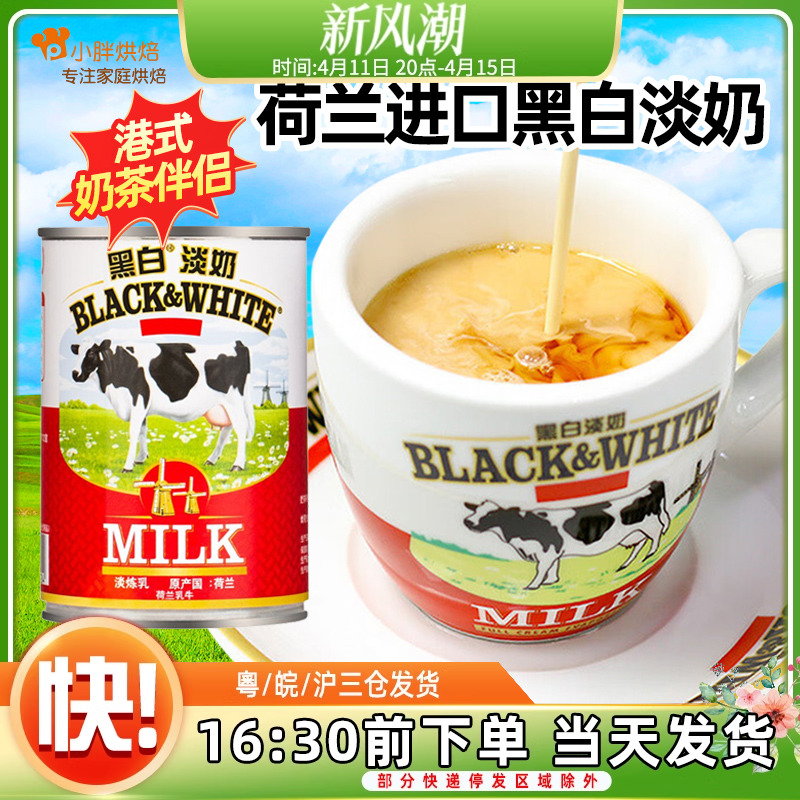 小胖烘焙
专注家庭烘焙
新风潮
时间:4月11日 20点-4月15日
荷兰进口黑白淡奶
港式
奶茶伴侣
黑白®淡奶
BLACK&WHITE®
MILK
淡炼乳 原产国:荷兰
荷兰乳牛
黑白淡奶
BLACK&WHITE
MILK
快!
粤/皖/沪三仓发货
16:30前下单 当天发货
部分快递停发区域除外